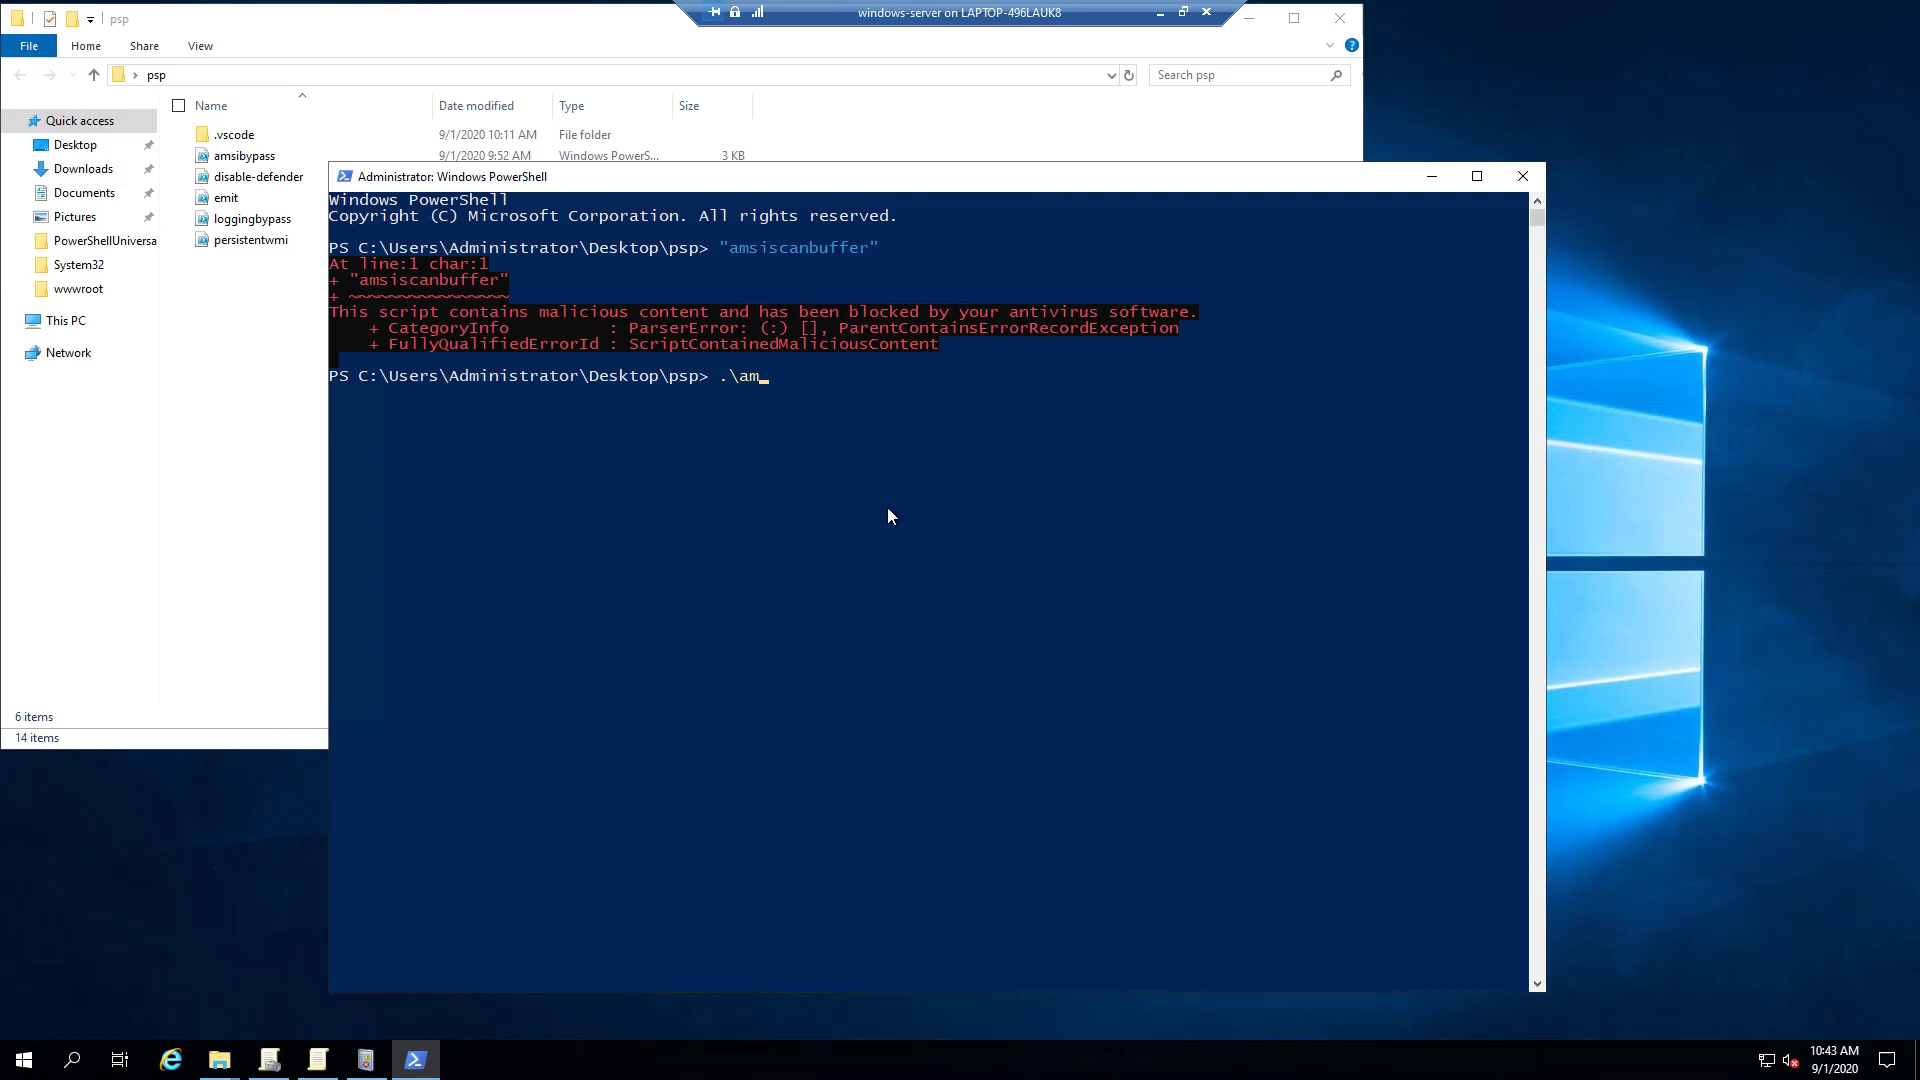 psp
windows-server on LAPTOP-496LAUK8
File Home Share View
psp
Search psp
Name Date modified Type Size
Quick access
Desktop
Downloads
Documents
Pictures
PowerShellUniversa
System32
wwwroot
This PC
Network
.vscode 9/1/2020 10:11 AM File folder
amsibypass 9/1/2020 9:52 AM Windows PowerS... 3 KB
disable-defender
emit
loggingbypass
persistentwmi
6 items
14 items
Administrator: Windows PowerShell
Windows PowerShell
Copyright (C) Microsoft Corporation. All rights reserved.
PS C:\Users\Administrator\Desktop\psp> "amsiscanbuffer"
At line:1 char:1
+ "amsiscanbuffer"
+ ~~~~~~~~~~~~~~~~
This script contains malicious content and has been blocked by your antivirus software.
+ CategoryInfo : ParserError: (:) [], ParentContainsErrorRecordException
+ FullyQualifiedErrorId : ScriptContainedMaliciousContent
PS C:\Users\Administrator\Desktop\psp> .\am_
10:43 AM
9/1/2020